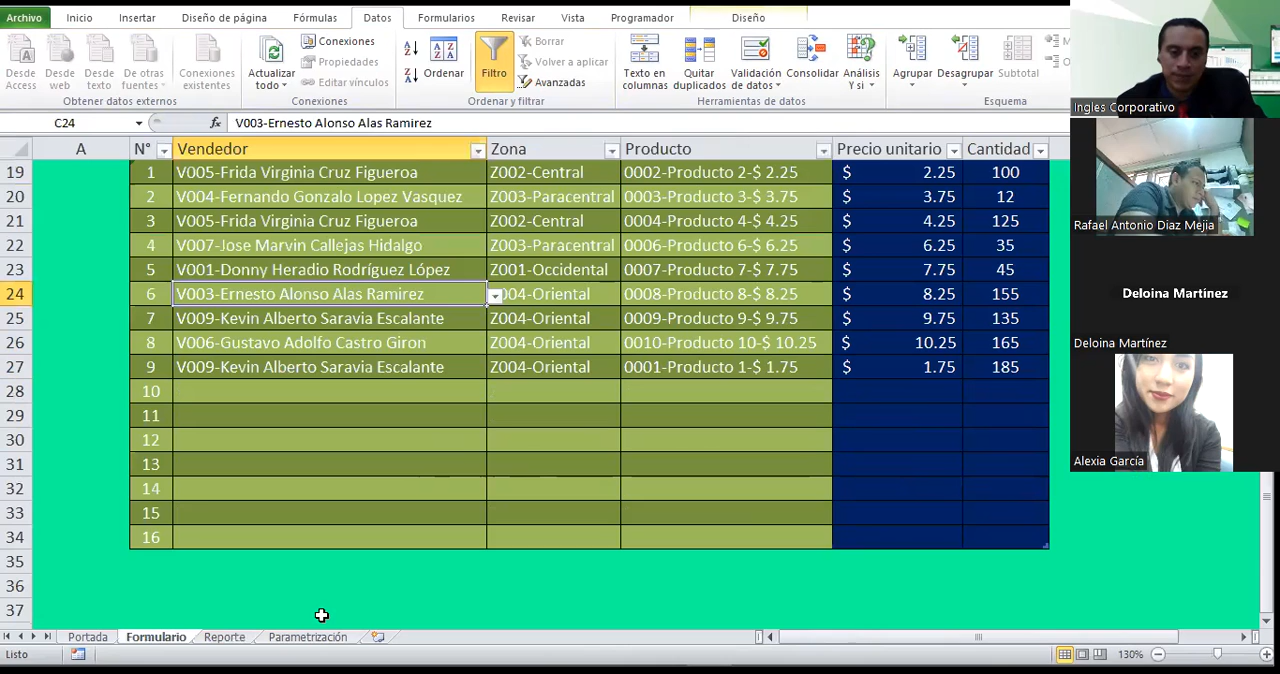 Archivo Inicio Insertar Diseño de página Fórmulas Datos Formularios Revisar Vista Programador Diseño
Desde Access
Desde web
Desde texto
De otras fuentes
Conexiones existentes
Obtener datos externos
Actualizar todo
Conexiones
Propiedades
Editar vínculos
Conexiones
Ordenar
Filtro
Borrar
Volver a aplicar
Avanzadas
Ordenar y filtrar
Texto en columnas
Quitar duplicados
Validación de datos
Consolidar
Análisis Y si
Herramientas de datos
Agrupar
Desagrupar
Subtotal
Esquema
C24 fx V003-Ernesto Alonso Alas Ramirez
A N° Vendedor Zona Producto Precio unitario Cantidad
19 1 V005-Frida Virginia Cruz Figueroa Z002-Central 0002-Producto 2-$ 2.25 $ 2.25 100
20 2 V004-Fernando Gonzalo Lopez Vasquez Z003-Paracentral 0003-Producto 3-$ 3.75 $ 3.75 12
21 3 V005-Frida Virginia Cruz Figueroa Z002-Central 0004-Producto 4-$ 4.25 $ 4.25 125
22 4 V007-Jose Marvin Callejas Hidalgo Z003-Paracentral 0006-Producto 6-$ 6.25 $ 6.25 35
23 5 V001-Donny Heradio Rodríguez López Z001-Occidental 0007-Producto 7-$ 7.75 $ 7.75 45
24 6 V003-Ernesto Alonso Alas Ramirez 004-Oriental 0008-Producto 8-$ 8.25 $ 8.25 155
25 7 V009-Kevin Alberto Saravia Escalante Z004-Oriental 0009-Producto 9-$ 9.75 $ 9.75 135
26 8 V006-Gustavo Adolfo Castro Giron Z004-Oriental 0010-Producto 10-$ 10.25 $ 10.25 165
27 9 V009-Kevin Alberto Saravia Escalante Z004-Oriental 0001-Producto 1-$ 1.75 $ 1.75 185
28 10
29 11
30 12
31 13
32 14
33 15
34 16
35
36
37
Portada Formulario Reporte Parametrización
Listo 130%
Ingles Corporativo
Rafael Antonio Diaz Mejia
Deloina Martínez
Deloina Martínez
Alexia García